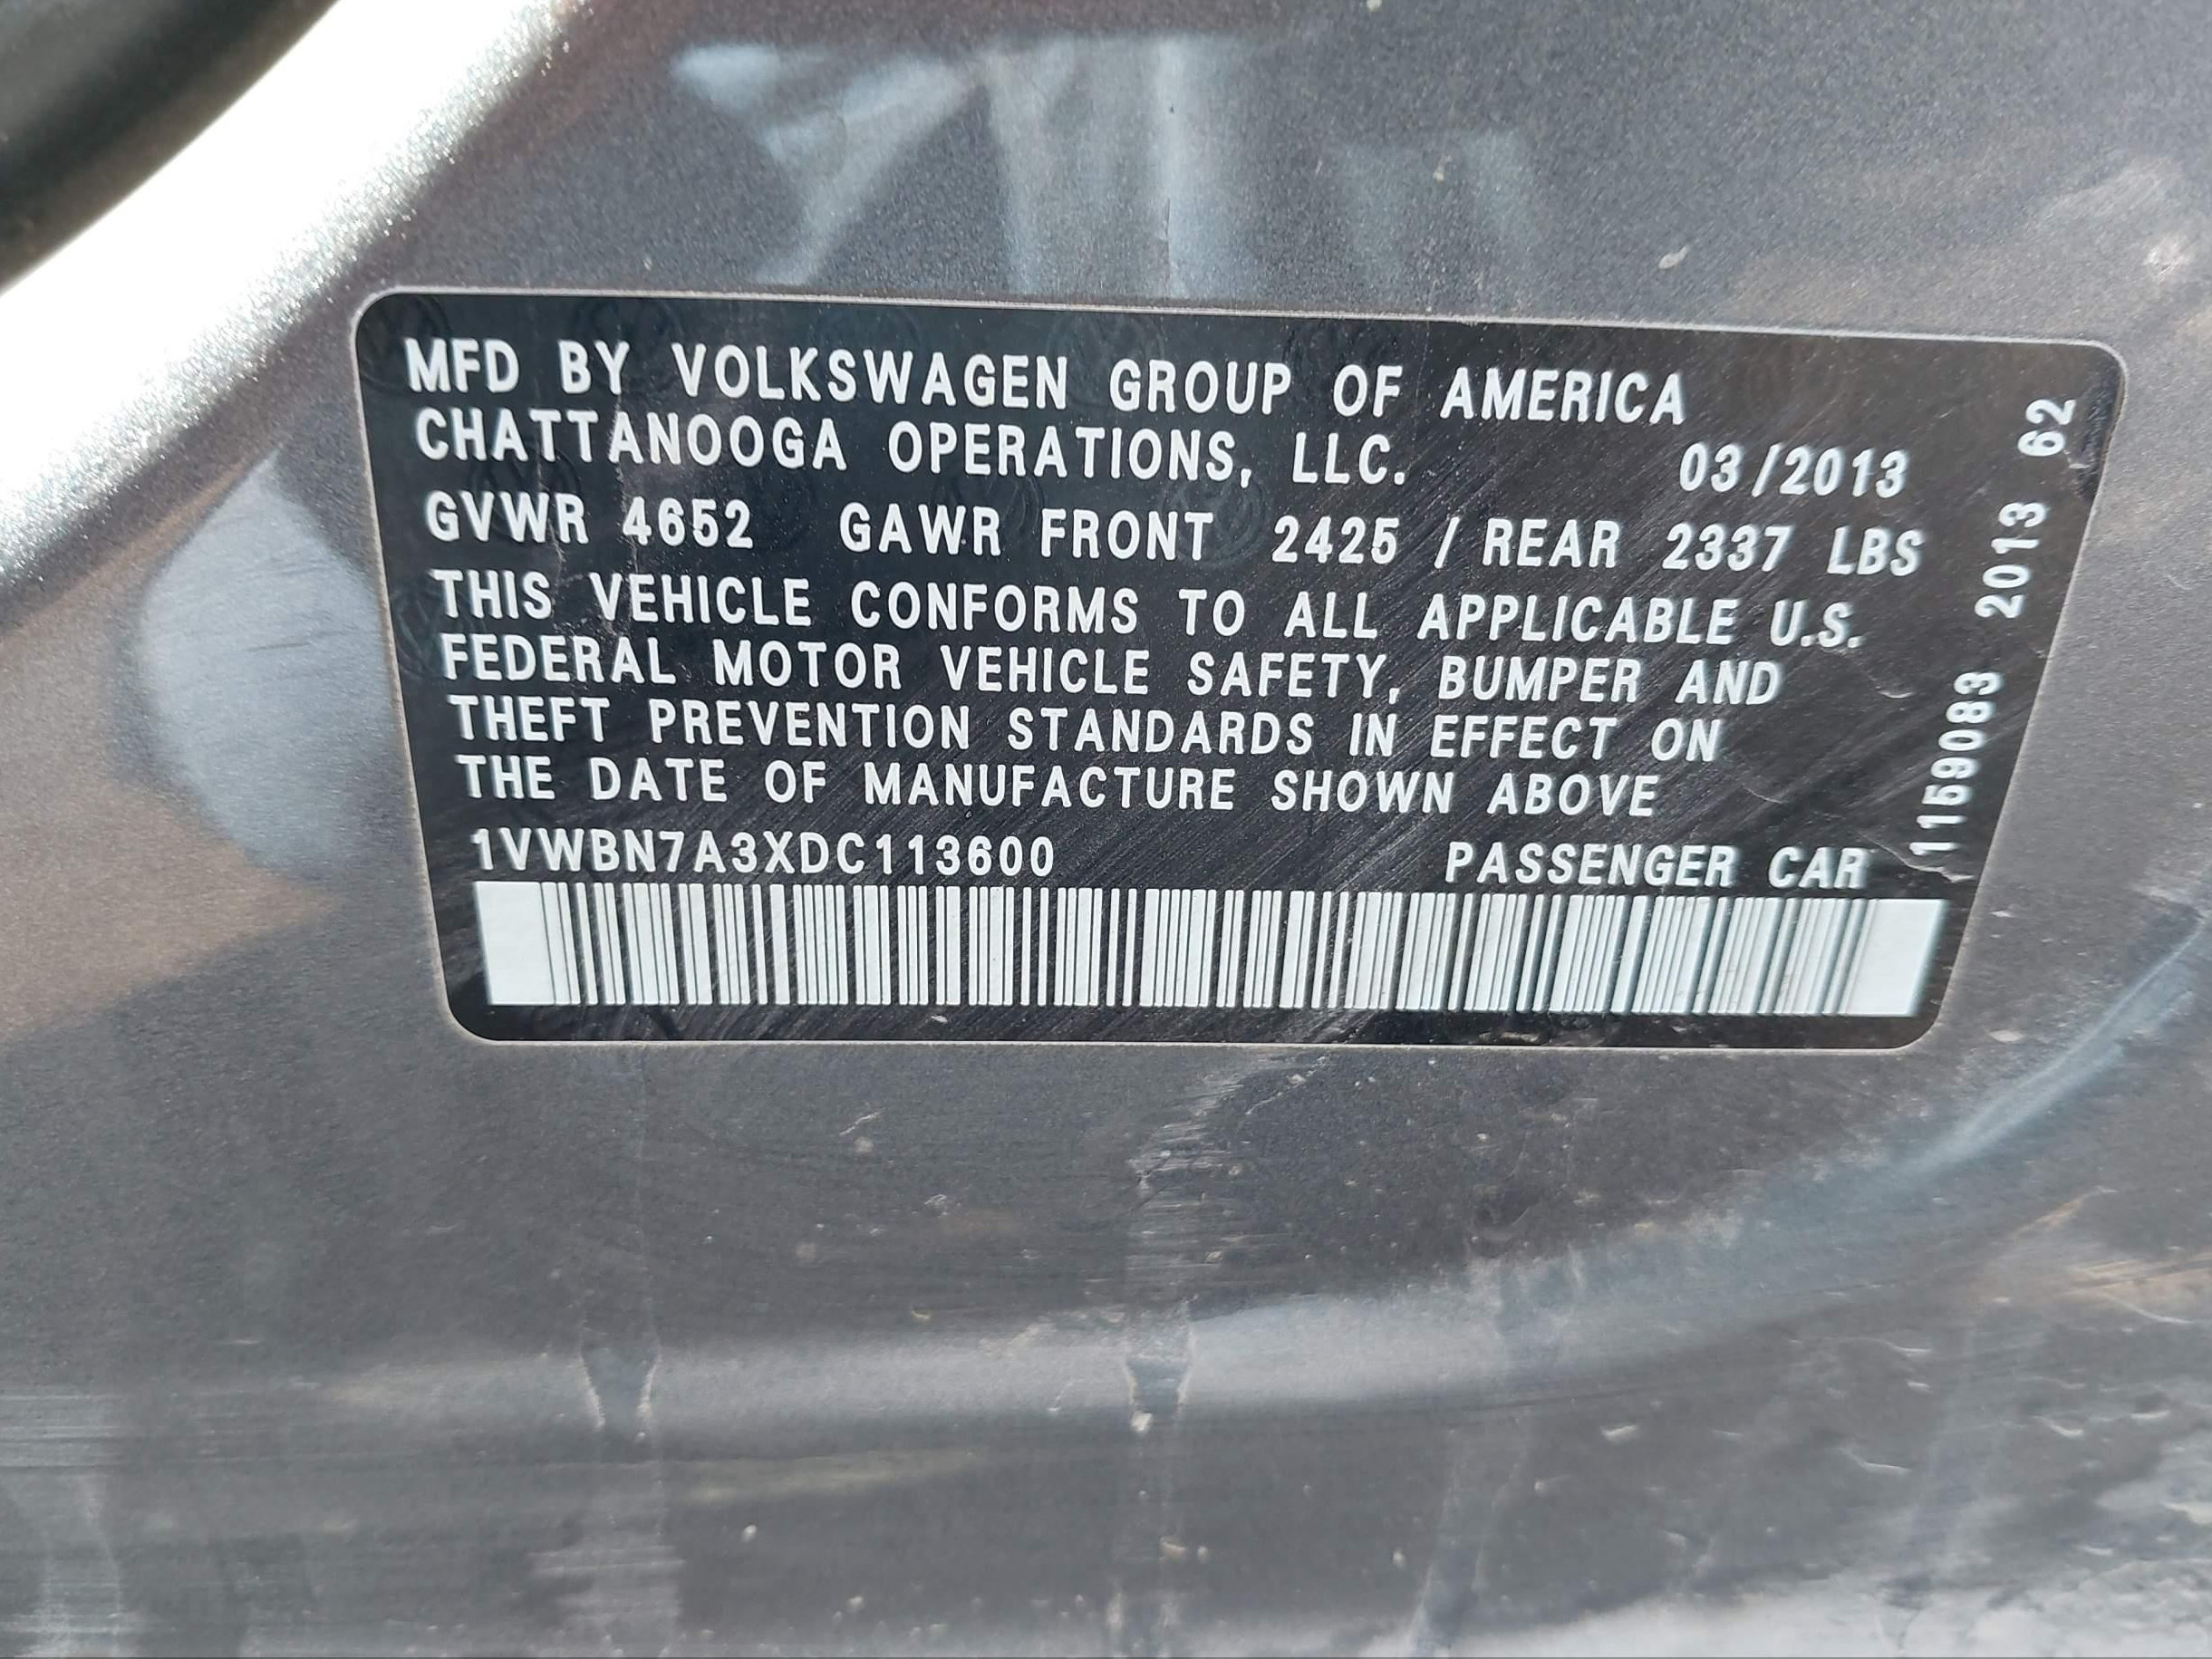 MFD BY VOLKSWAGEN GROUP OF AMERICA
CHATTANOOGA OPERATIONS, LLC. 03/2013
GVWR 4652 GAWR FRONT 2425 / REAR 2337 LBS
THIS VEHICLE CONFORMS TO ALL APPLICABLE U.S.
FEDERAL MOTOR VEHICLE SAFETY, BUMPER AND
THEFT PREVENTION STANDARDS IN EFFECT ON
THE DATE OF MANUFACTURE SHOWN ABOVE
1VWBN7A3XDC113600 PASSENGER CAR
1159083 2013 62